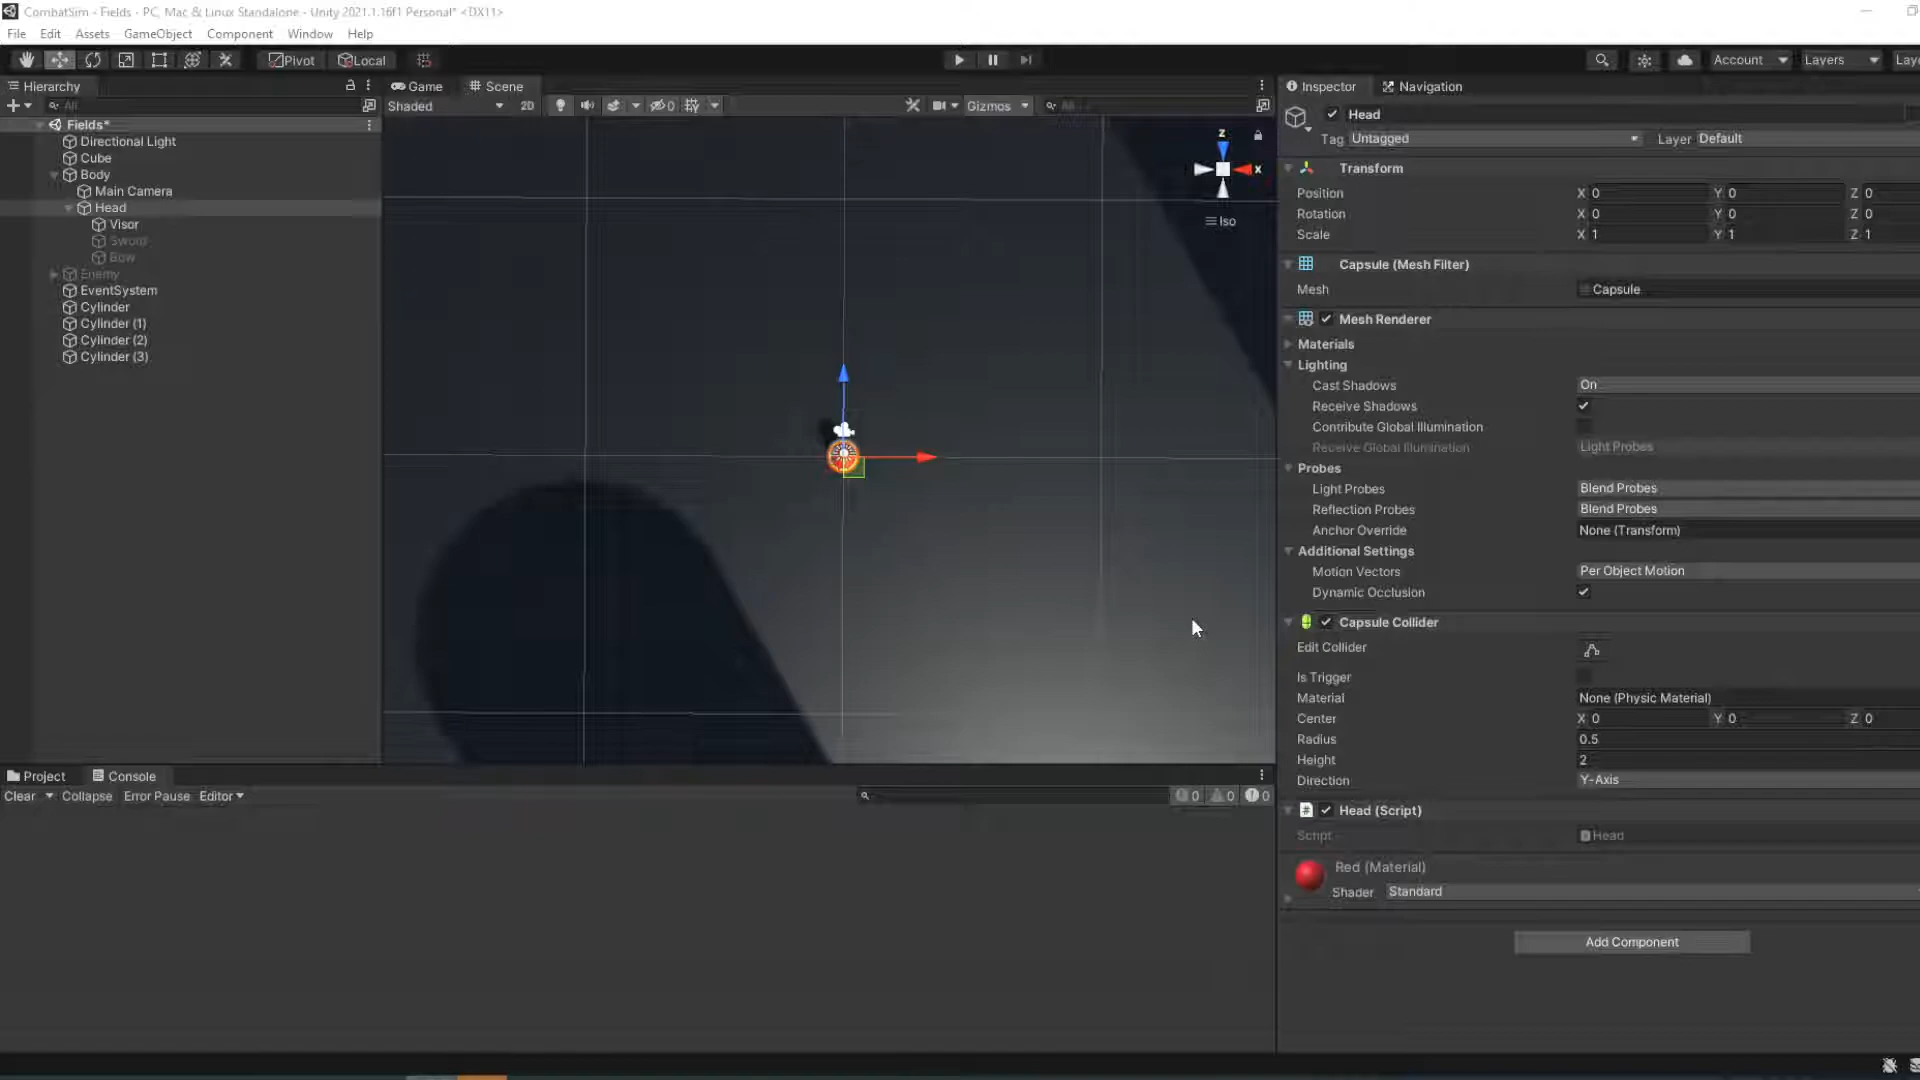 CombatSim - Fields - PC, Mac & Linux Standalone - Unity 2021.1.16f1 Personal* <DX11>
File Edit Assets GameObject Component Window Help
Pivot Local Account Layers Lay
Hierarchy Game Scene Inspector Navigation
All Shaded 2D 0 Gizmos All
Fields*
Directional Light
Cube
Body
Main Camera
Head
Visor
Sword
Bow
Enemy
EventSystem
Cylinder
Cylinder (1)
Cylinder (2)
Cylinder (3)
z
x
Iso
Head
Tag Untagged Layer Default
Transform
Position X 0 Y 0 Z 0
Rotation X 0 Y 0 Z 0
Scale X 1 Y 1 Z 1
Capsule (Mesh Filter)
Mesh Capsule
Mesh Renderer
Materials
Lighting
Cast Shadows On
Receive Shadows
Contribute Global Illumination
Receive Global Illumination Light Probes
Probes
Light Probes Blend Probes
Reflection Probes Blend Probes
Anchor Override None (Transform)
Additional Settings
Motion Vectors Per Object Motion
Dynamic Occlusion
Capsule Collider
Edit Collider
Is Trigger
Material None (Physic Material)
Center X 0 Y 0 Z 0
Radius 0.5
Height 2
Direction Y-Axis
Head (Script)
Script Head
Red (Material)
Shader Standard
Add Component
Project Console
Clear Collapse Error Pause Editor 0 0 0